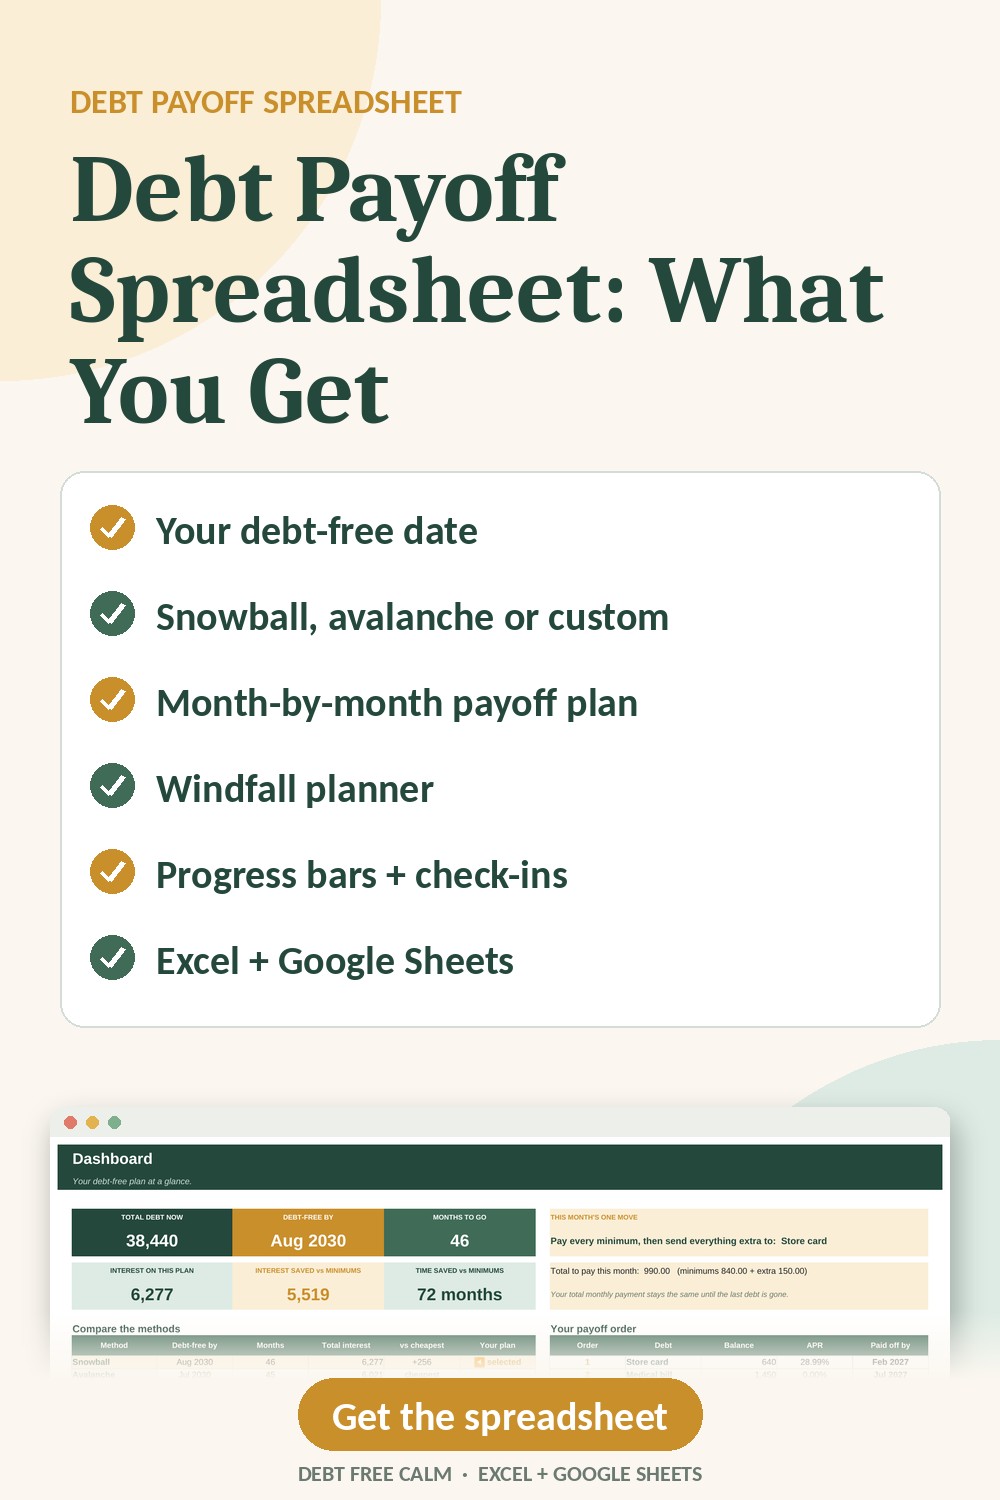 DEBT PAYOFF SPREADSHEET
Debt Payoff
Spreadsheet: What
You Get
Your debt-free date
Snowball, avalanche or custom
Month-by-month payoff plan
Windfall planner
Progress bars + check-ins
Excel + Google Sheets
Dashboard
Your debt-free plan at a glance.
TOTAL DEBT NOW DEBT-FREE BY MONTHS TO GO
38,440 Aug 2030 46
INTEREST ON THIS PLAN INTEREST SAVED vs MINIMUMS TIME SAVED vs MINIMUMS
6,277 5,519 72 months
THIS MONTH'S ONE MOVE
Pay every minimum, then send everything extra to: Store card
Total to pay this month: 990.00 (minimums 840.00 + extra 150.00)
Your total monthly payment stays the same until the last debt is gone.
Compare the methods
Method Debt-free by Months Total interest vs cheapest Your plan
Snowball Aug 2030 46 6,277 +256 selected
Your payoff order
Order Debt Balance APR Paid off by
1 Store card 640 28.99% Feb 2027
Get the spreadsheet
DEBT FREE CALM · EXCEL + GOOGLE SHEETS